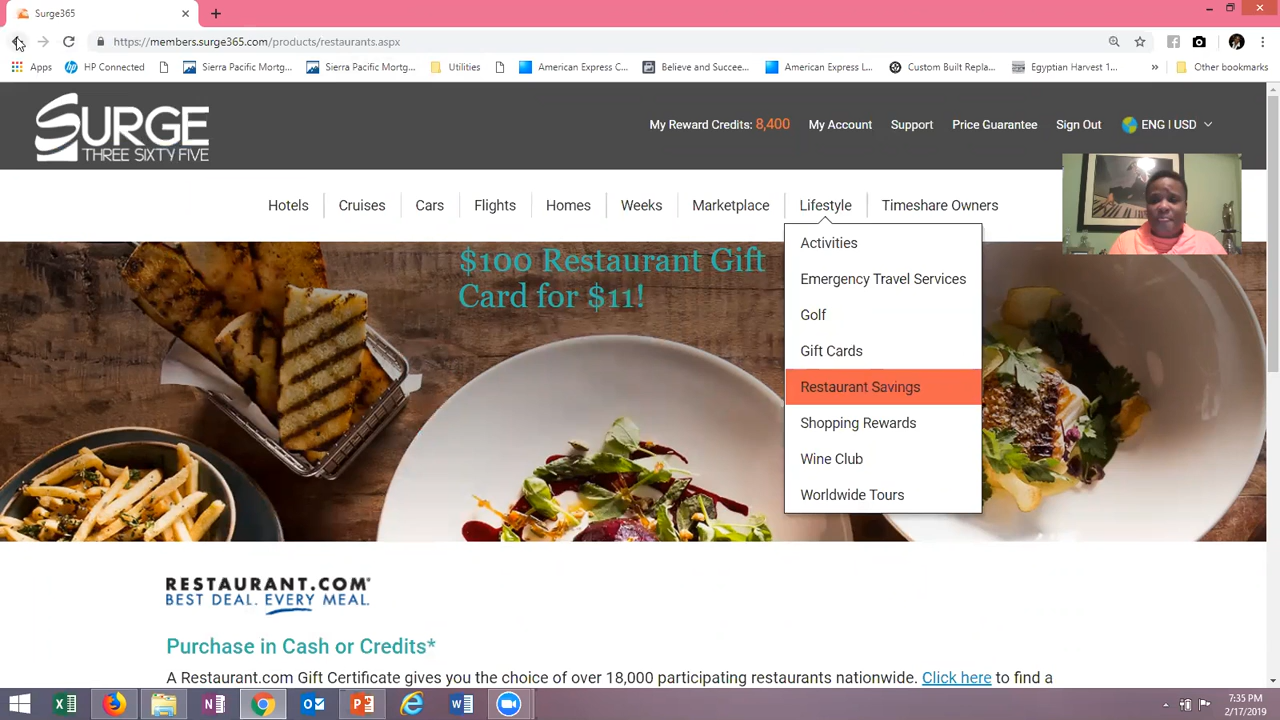 Surge365
https://members.surge365.com/products/restaurants.aspx
Apps
HP Connected
Sierra Pacific Mortg...
Sierra Pacific Mortg...
Utilities
American Express C...
Believe and Succee...
American Express L...
Custom Built Repla...
Egyptian Harvest 1...
»
Other bookmarks
SURGE
THREE SIXTY FIVE
My Reward Credits: 8,400
My Account
Support
Price Guarantee
Sign Out
ENG | USD
Hotels
Cruises
Cars
Flights
Homes
Weeks
Marketplace
Lifestyle
Timeshare Owners
Activities
Emergency Travel Services
Golf
Gift Cards
Restaurant Savings
Shopping Rewards
Wine Club
Worldwide Tours
$100 Restaurant Gift
Card for $11!
RESTAURANT.COM®
BEST DEAL. EVERY MEAL.
Purchase in Cash or Credits*
A Restaurant.com Gift Certificate gives you the choice of over 18,000 participating restaurants nationwide. Click here to find a
7:35 PM
2/17/2019